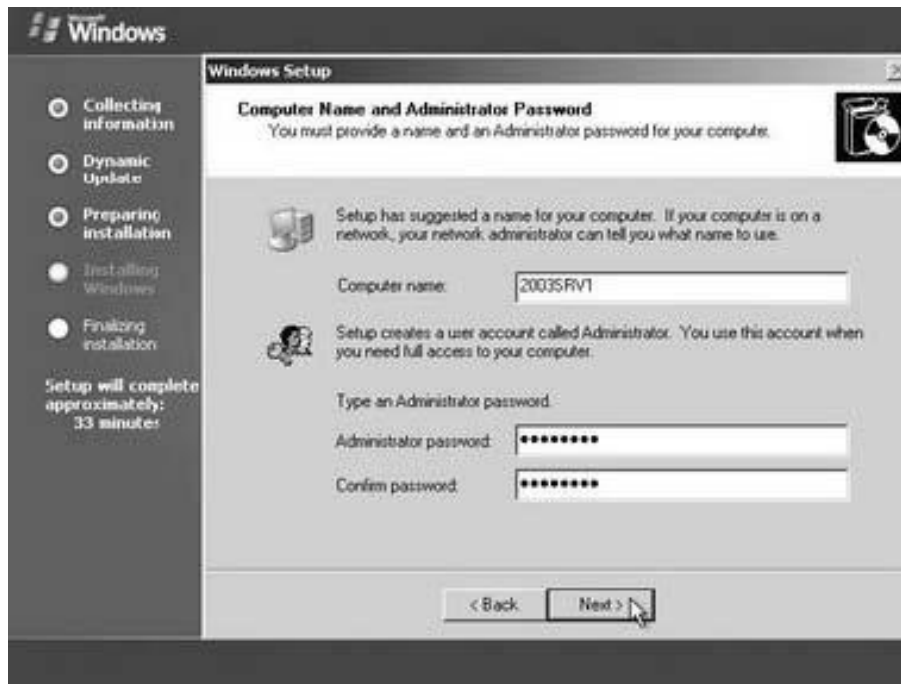 Microsoft
Windows
Collecting
information
Dynamic
Update
Preparing
installation
Installing
Windows
Finalizing
installation
Setup will complete
approximately:
33 minutes
Windows Setup
Computer Name and Administrator Password
You must provide a name and an Administrator password for your computer.
Setup has suggested a name for your computer. If your computer is on a
network, your network administrator can tell you what name to use.
Computer name:
2003SRV1
Setup creates a user account called Administrator. You use this account when
you need full access to your computer.
Type an Administrator password.
Administrator password:
••••••••
Confirm password:
••••••••
< Back
Next >